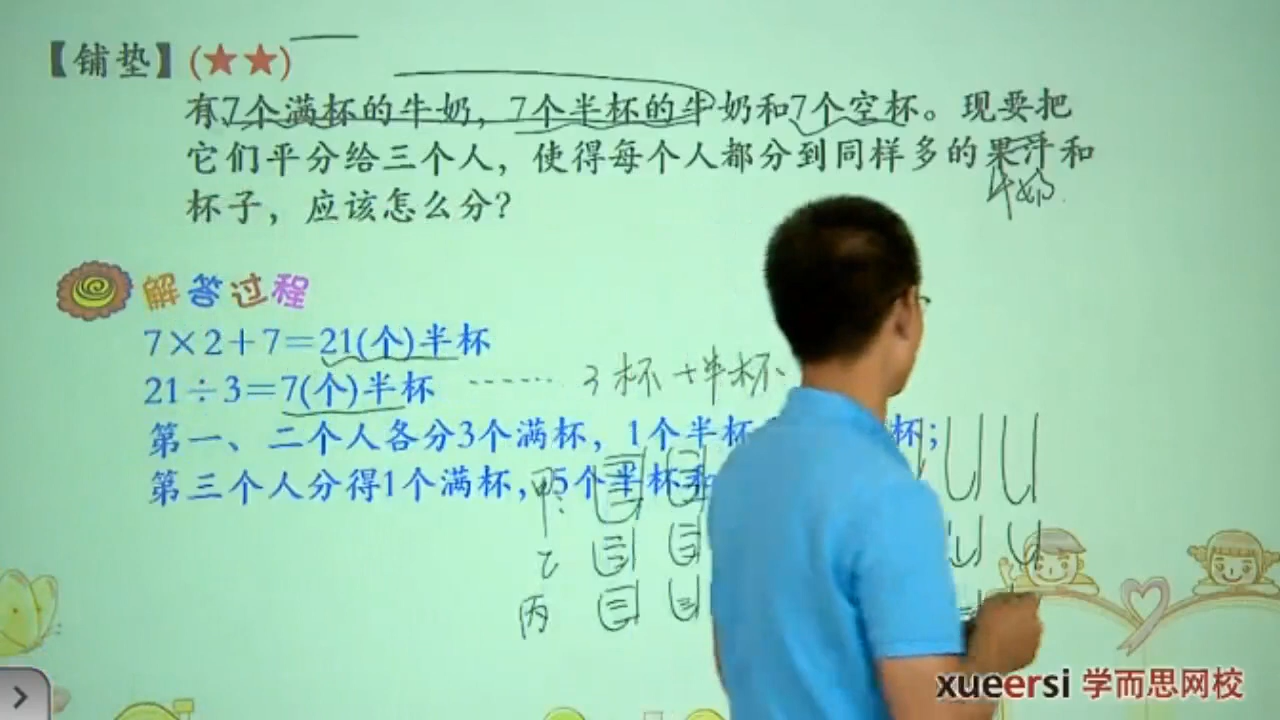 【铺垫】(★★)
有7个满杯的牛奶，7个半杯的牛奶和7个空杯。现要把
它们平分给三个人，使得每个人都分到同样多的果汁和
牛奶
杯子，应该怎么分？
解答过程
7×2＋7＝21(个)半杯
21÷3＝7(个)半杯 ------ 3杯＋半杯
第一、二个人各分3个满杯，1个半杯 杯；
第三个人分得1个满杯，5个半杯
甲：
乙
丙
xueersi 学而思网校